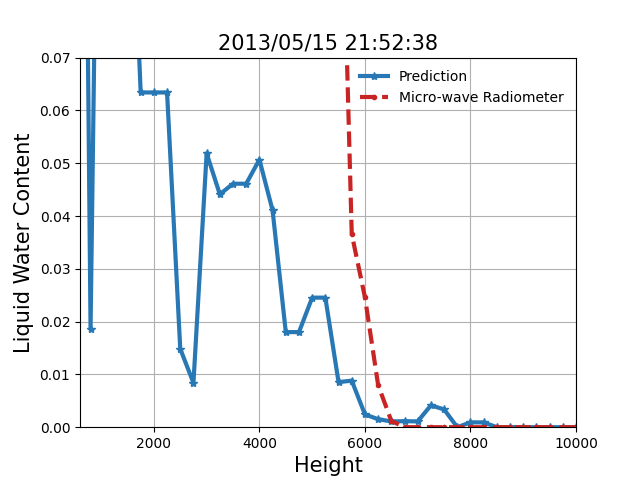 2013/05/15 21:52:38
Prediction
Micro-wave Radiometer
Liquid Water Content
0.07
0.06
0.05
0.04
0.03
0.02
0.01
0.00
2000 4000 6000 8000 10000
Height